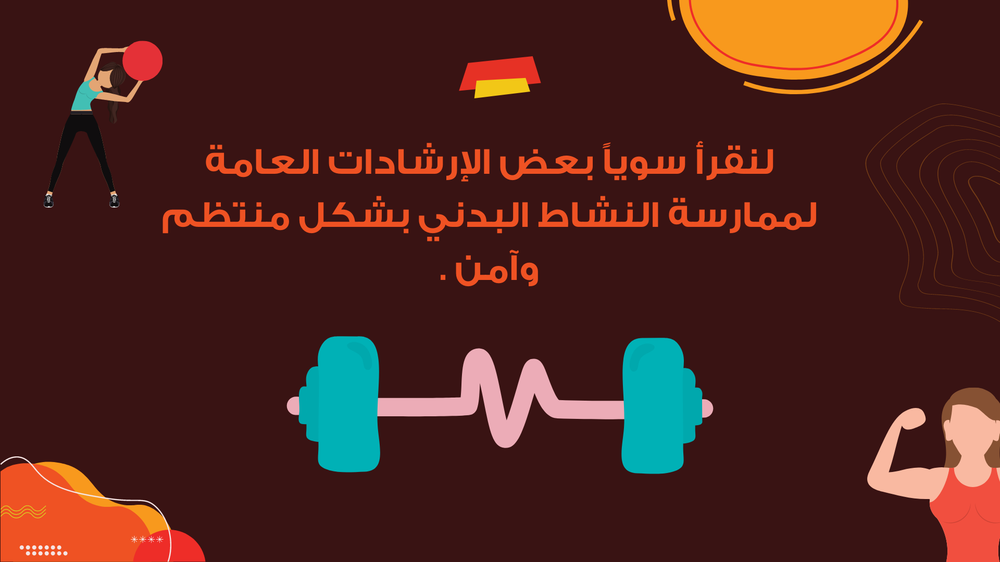 لنقرأ سوياً بعض الإرشادات العامة
لممارسة النشاط البدني بشكل منتظم
وآمن .